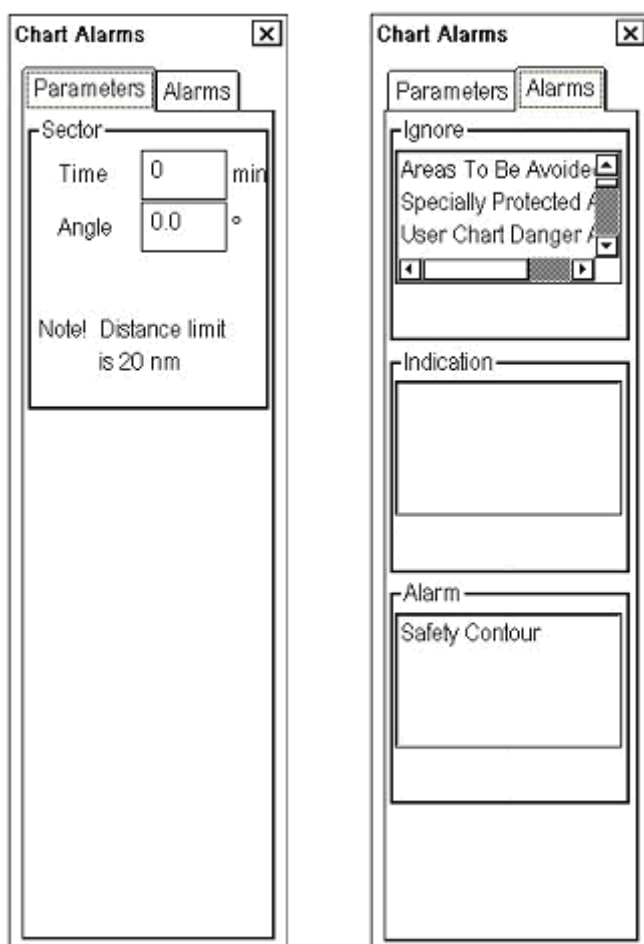 Chart Alarms
Parameters Alarms
Sector
Time 0 min
Angle 0.0 °
Note! Distance limit
is 20 nm
Chart Alarms
Parameters Alarms
Ignore
Areas To Be
Specially Protected
User Chart Danger
Indication
Alarm
Safety Contour